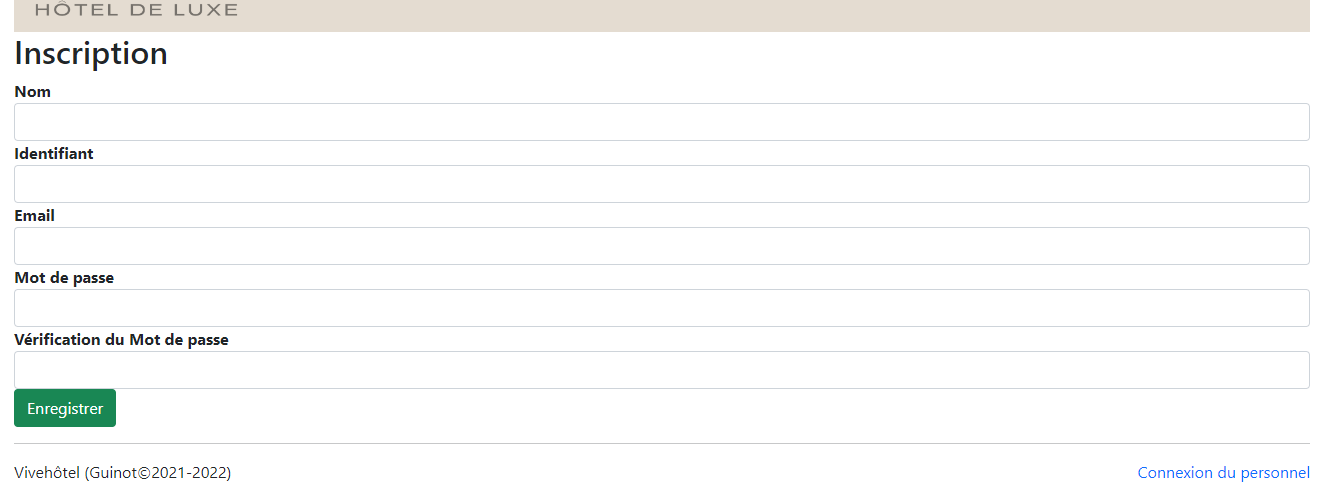 HÔTEL DE LUXE
Inscription
Nom
Identifiant
Email
Mot de passe
Vérification du Mot de passe
Enregistrer
Vivehôtel (Guinot©2021-2022)
Connexion du personnel